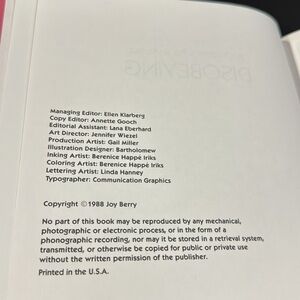 Managing Editor: Ellen Klarberg
Copy Editor: Annette Gooch
Editorial Assistant: Lana Eberhard
Art Director: Jennifer Wiezel
Production Artist: Gail Miller
Illustration Designer: Bartholomew
Inking Artist: Berenice Happé Iriks
Coloring Artist: Berenice Happé Iriks
Lettering Artist: Linda Hanney
Typographer: Communication Graphics
Copyright ©1988 Joy Berry
No part of this book may be reproduced by any mechanical,
photographic or electronic process, or in the form of a
phonographic recording, nor may it be stored in a retrieval system,
transmitted, or otherwise be copied for public or private use
without the written permission of the publisher.
Printed in the U.S.A.